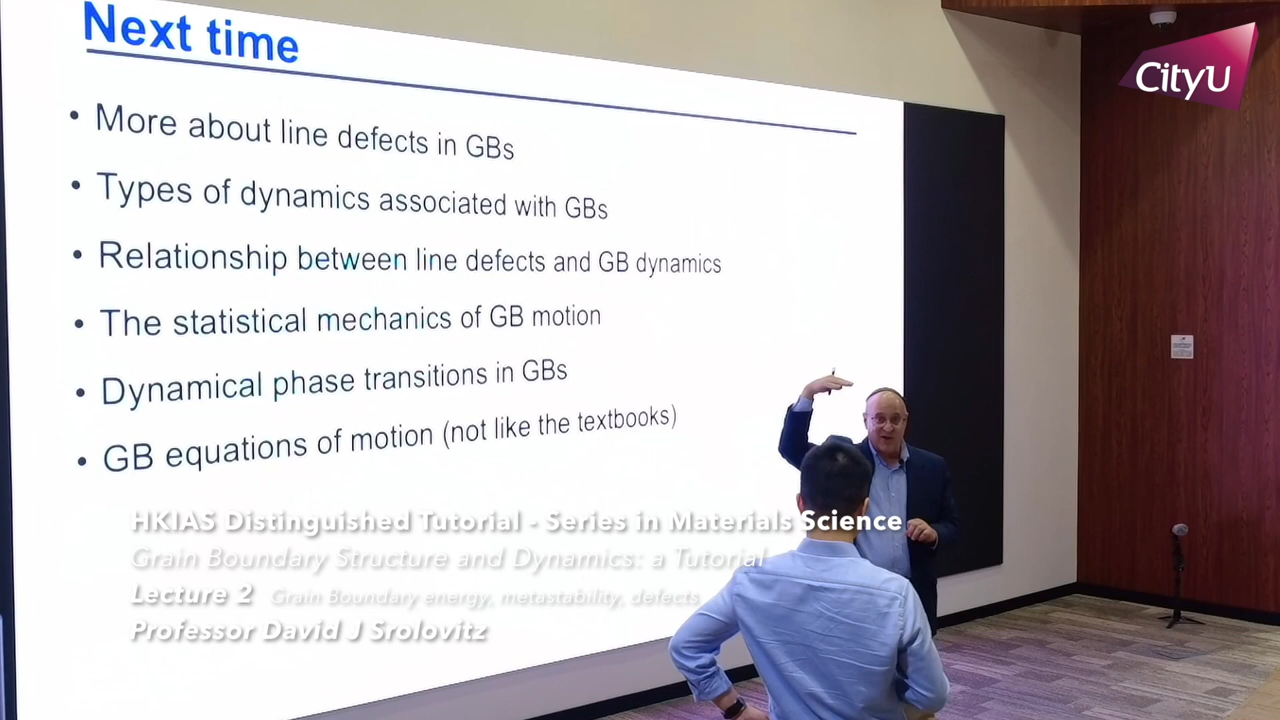 Next time
• More about line defects in GBs
• Types of dynamics associated with GBs
• Relationship between line defects and GB dynamics
• The statistical mechanics of GB motion
• Dynamical phase transitions in GBs
• GB equations of motion (not like the textbooks)
HKIAS Distinguished Tutorial - Series in Materials Science
Grain Boundary Structure and Dynamics: a Tutorial
Lecture 2 Grain Boundary energy, metastability, defects
Professor David J Srolovitz
CityU